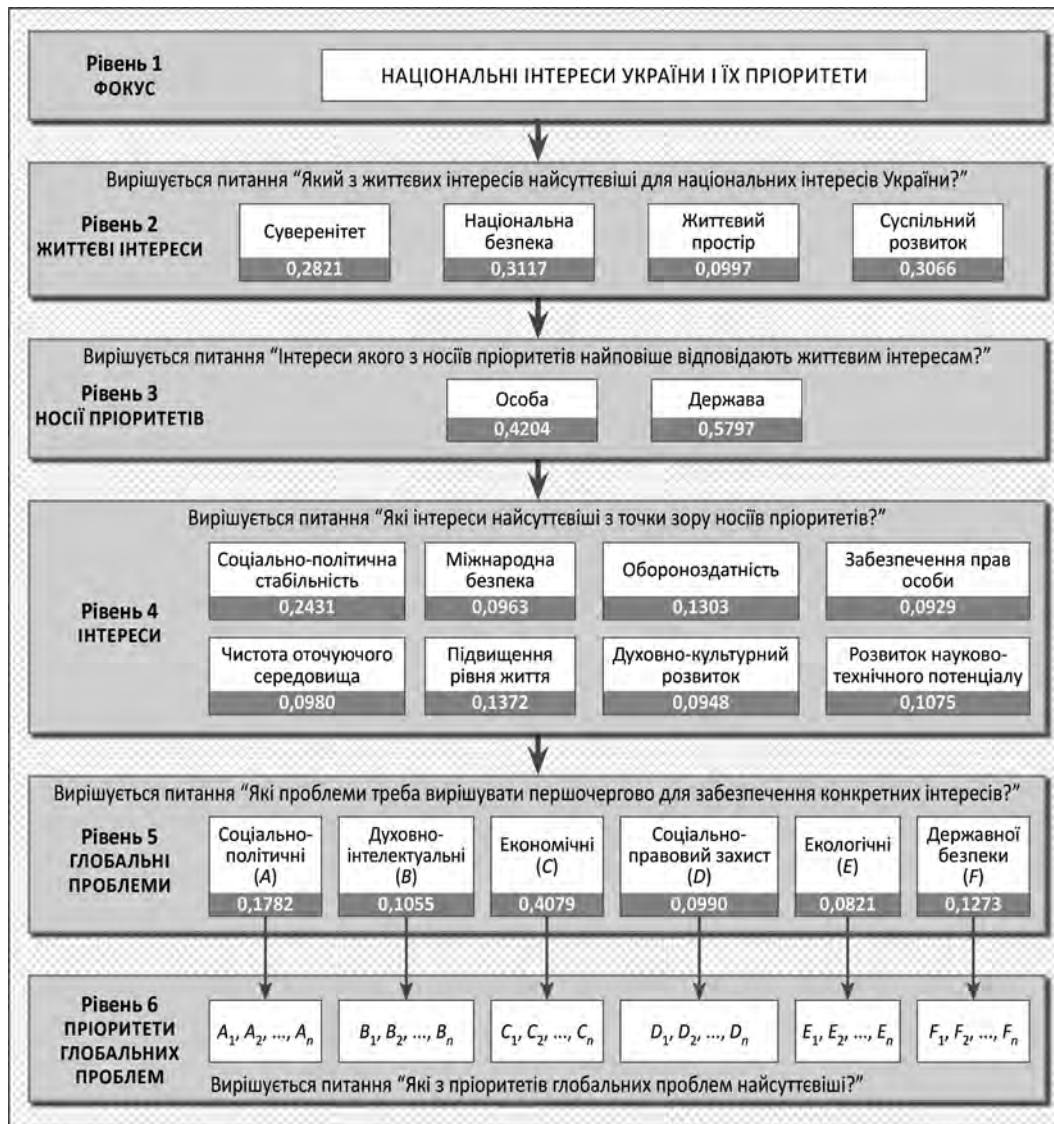 Рівень 1
ФОКУС
НАЦІОНАЛЬНІ ІНТЕРЕСИ УКРАЇНИ І ЇХ ПРІОРИТЕТИ
Вирішується питання “Який з життєвих інтересів найсуттєвіші для національних інтересів України?”
Рівень 2
ЖИТТЄВІ ІНТЕРЕСИ
Суверенітет
0,2821
Національна
безпека
0,3117
Життєвий
простір
0,0997
Суспільний
розвиток
0,3066
Вирішується питання “Інтереси якого з носіїв пріоритетів найповіше відповідають життєвим інтересам?”
Рівень 3
НОСІЇ ПРІОРИТЕТІВ
Особа
0,4204
Держава
0,5797
Вирішується питання “Які інтереси найсуттєвіші з точки зору носіїв пріоритетів?”
Рівень 4
ІНТЕРЕСИ
Соціально-політична
стабільність
0,2431
Міжнародна
безпека
0,0963
Обороноздатність
0,1303
Забезпечення прав
особи
0,0929
Чистота оточуючого
середовища
0,0980
Підвищення
рівня життя
0,1372
Духовно-культурний
розвиток
0,0948
Розвиток науково-
технічного потенціалу
0,1075
Вирішується питання “Які проблеми треба вирішувати першочергово для забезпечення конкретних інтересів?”
Рівень 5
ГЛОБАЛЬНІ
ПРОБЛЕМИ
Соціально-
політичні
(A)
0,1782
Духовно-
інтелектуальні
(B)
0,1055
Економічні
(C)
0,4079
Соціально-
правовий захист
(D)
0,0990
Екологічні
(E)
0,0821
Державної
безпеки
(F)
0,1273
Рівень 6
ПРІОРИТЕТИ
ГЛОБАЛЬНИХ
ПРОБЛЕМ
A₁, A₂, ..., Aₙ
B₁, B₂, ..., Bₙ
C₁, C₂, ..., Cₙ
D₁, D₂, ..., Dₙ
E₁, E₂, ..., Eₙ
F₁, F₂, ..., Fₙ
Вирішується питання “Які з пріоритетів глобальних проблем найсуттєвіші?”